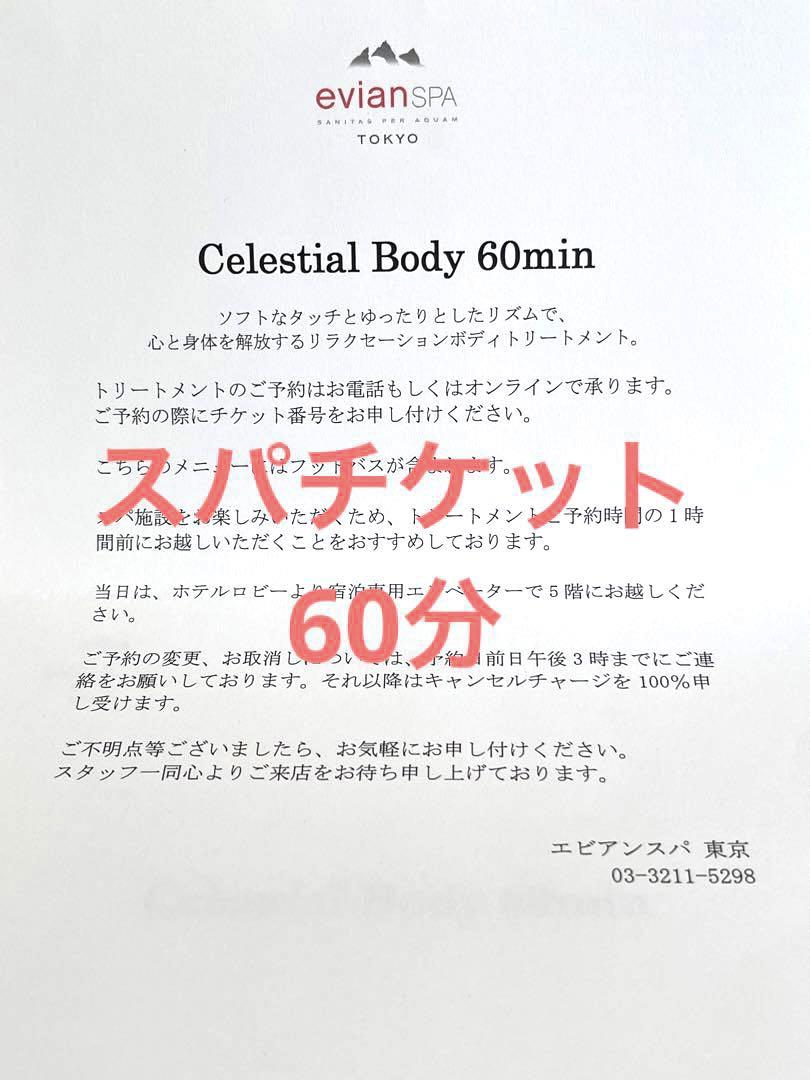 evianSPA
SANITAS PER AQUAM
TOKYO
Celestial Body 60min
ソフトなタッチとゆったりとしたリズムで、
心と身体を解放するリラクセーションボディトリートメント。
トリートメントのご予約はお電話もしくはオンラインで承ります。
ご予約の際にチケット番号をお申し付けください。
こちらのメニューにはフットバスが含まれます。
スパチケット
スパ施設をお楽しみいただくため、トリートメントご予約時間の1時
間前にお越しいただくことをおすすめしております。
当日は、ホテルロビーより宿泊専用エレベーターで5階にお越しくだ
さい。
60分
ご予約の変更、お取消しについては、予約日前日午後3時までにご連
絡をお願いしております。それ以降はキャンセルチャージを100%申
し受けます。
ご不明点等ございましたら、お気軽にお申し付けください。
スタッフ一同心よりご来店をお待ち申し上げております。
エビアンスパ 東京
03-3211-5298